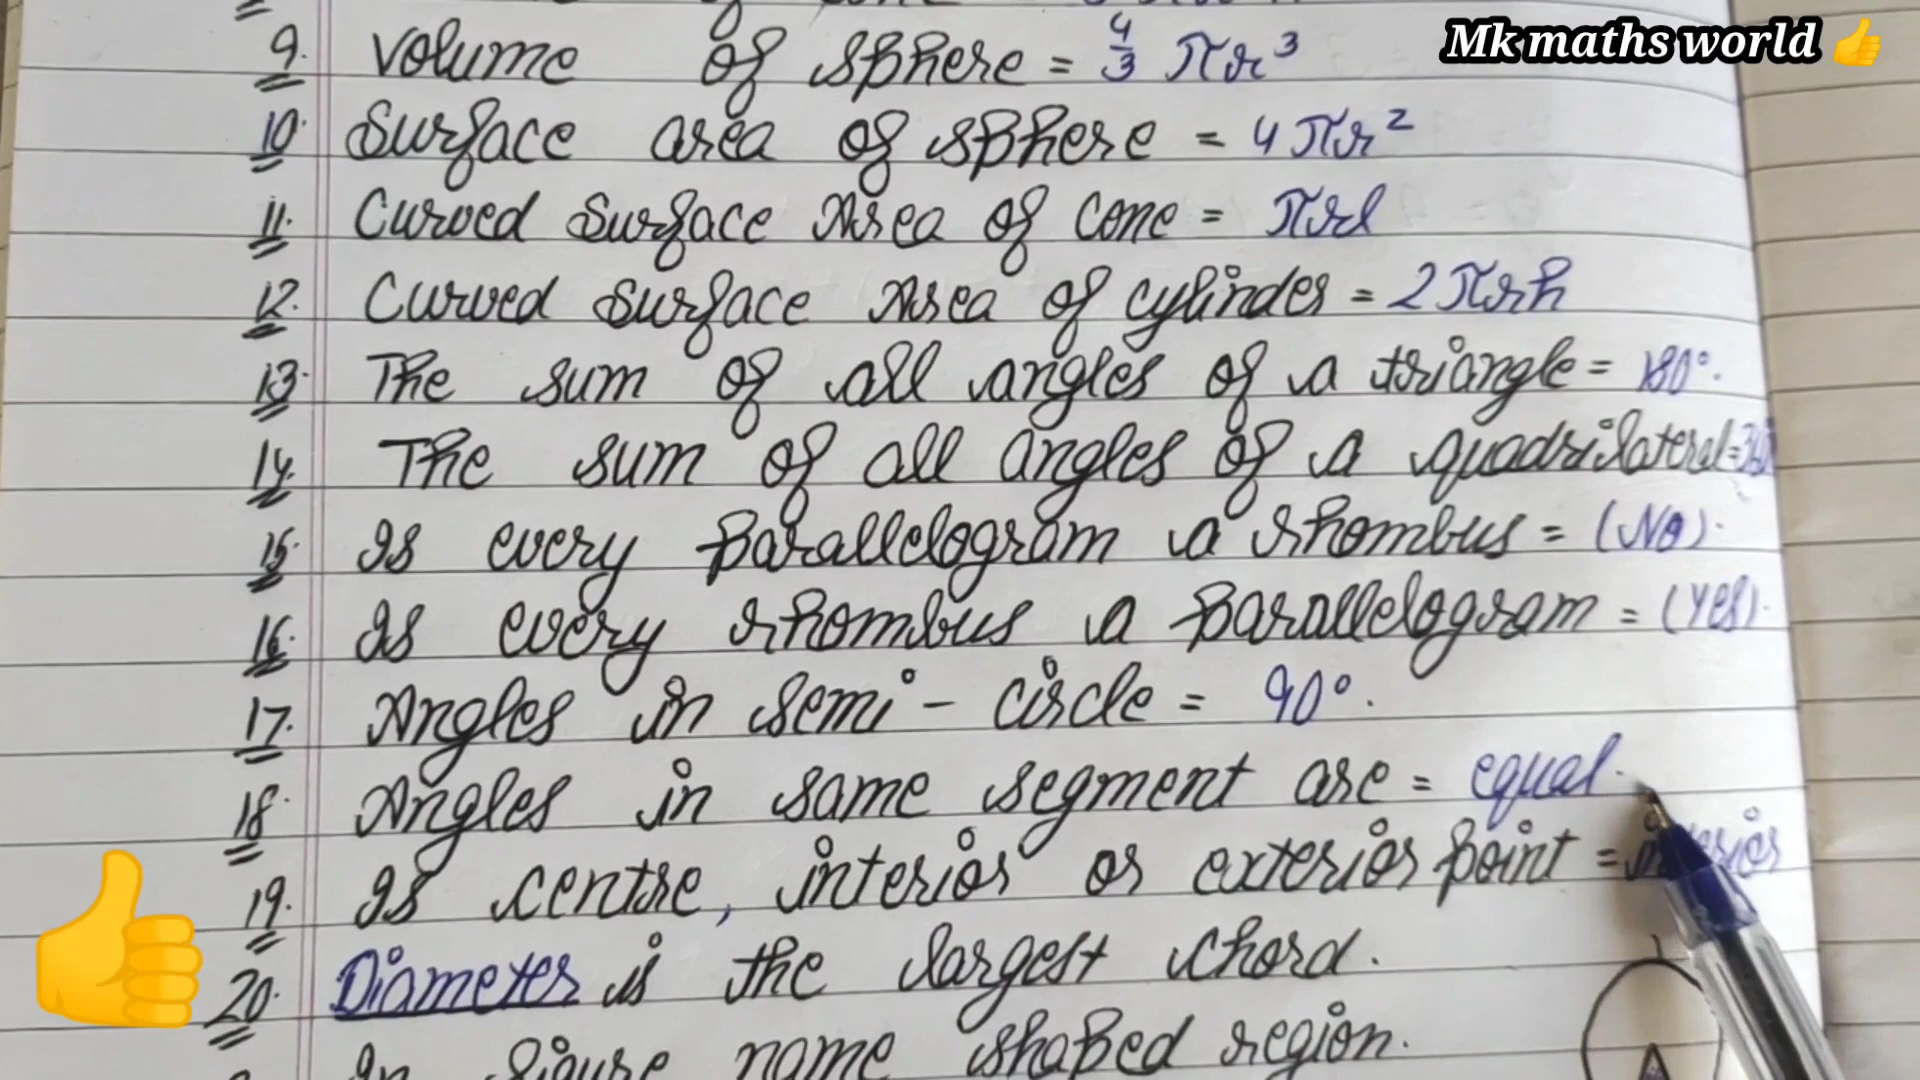 Mk maths world
9. Volume of sphere = 4/3 πr³
10. Surface area of sphere = 4πr²
11. Curved Surface Area of Cone = πrl
12. Curved Surface Area of cylinder = 2πrh
13. The sum of all angles of a triangle = 180°.
14. The sum of all angles of a quadrilateral = 360
15. Is every Parallelogram a rhombus = (No).
16. Is every rhombus a Parallelogram = (Yes).
17. Angles in semi-circle = 90°.
18. Angles in same segment are = equal.
19. Is centre, interior or exterior point = interior
20. Diameter is the largest chord.
In figure name shaped region.